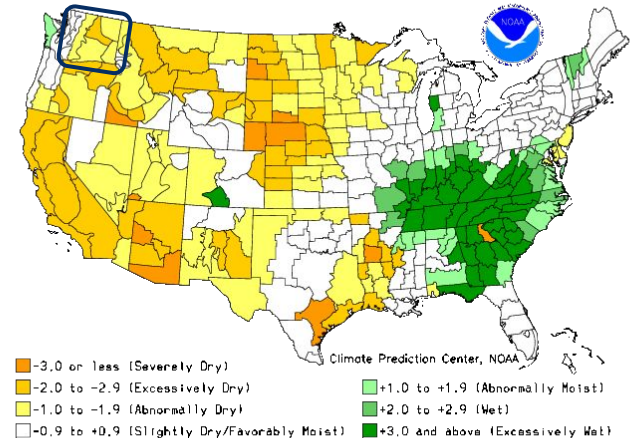 NOAA
Climate Prediction Center, NOAA
-3.0 or less (Severely Dry)
-2.0 to -2.9 (Excessively Dry)
-1.0 to -1.9 (Abnormally Dry)
-0.9 to +0.9 (Slightly Dry/Favorably Moist)
+1.0 to +1.9 (Abnormally Moist)
+2.0 to +2.9 (Wet)
+3.0 and above (Excessively Wet)